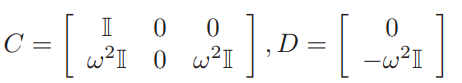 C = [ 𝕀 0 0 ; ω²𝕀 0 ω²𝕀 ] , D = [ 0 ; −ω²𝕀 ]